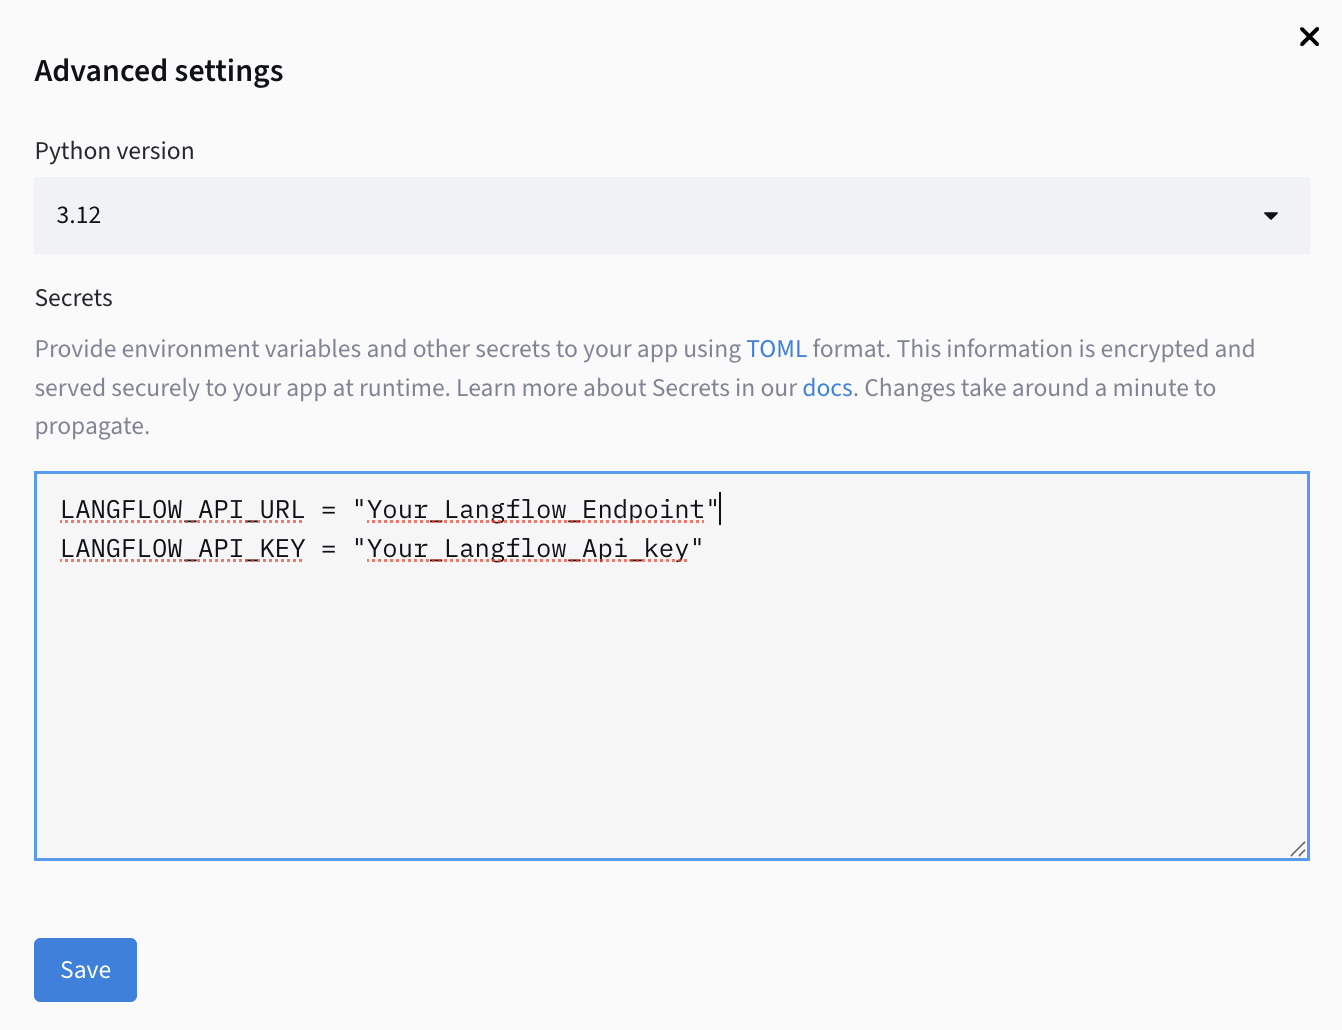 Advanced settings
Python version
3.12
Secrets
Provide environment variables and other secrets to your app using TOML format. This information is encrypted and
served securely to your app at runtime. Learn more about Secrets in our docs. Changes take around a minute to
propagate.
LANGFLOW_API_URL = "Your_Langflow_Endpoint"
LANGFLOW_API_KEY = "Your_Langflow_Api_key"
Save